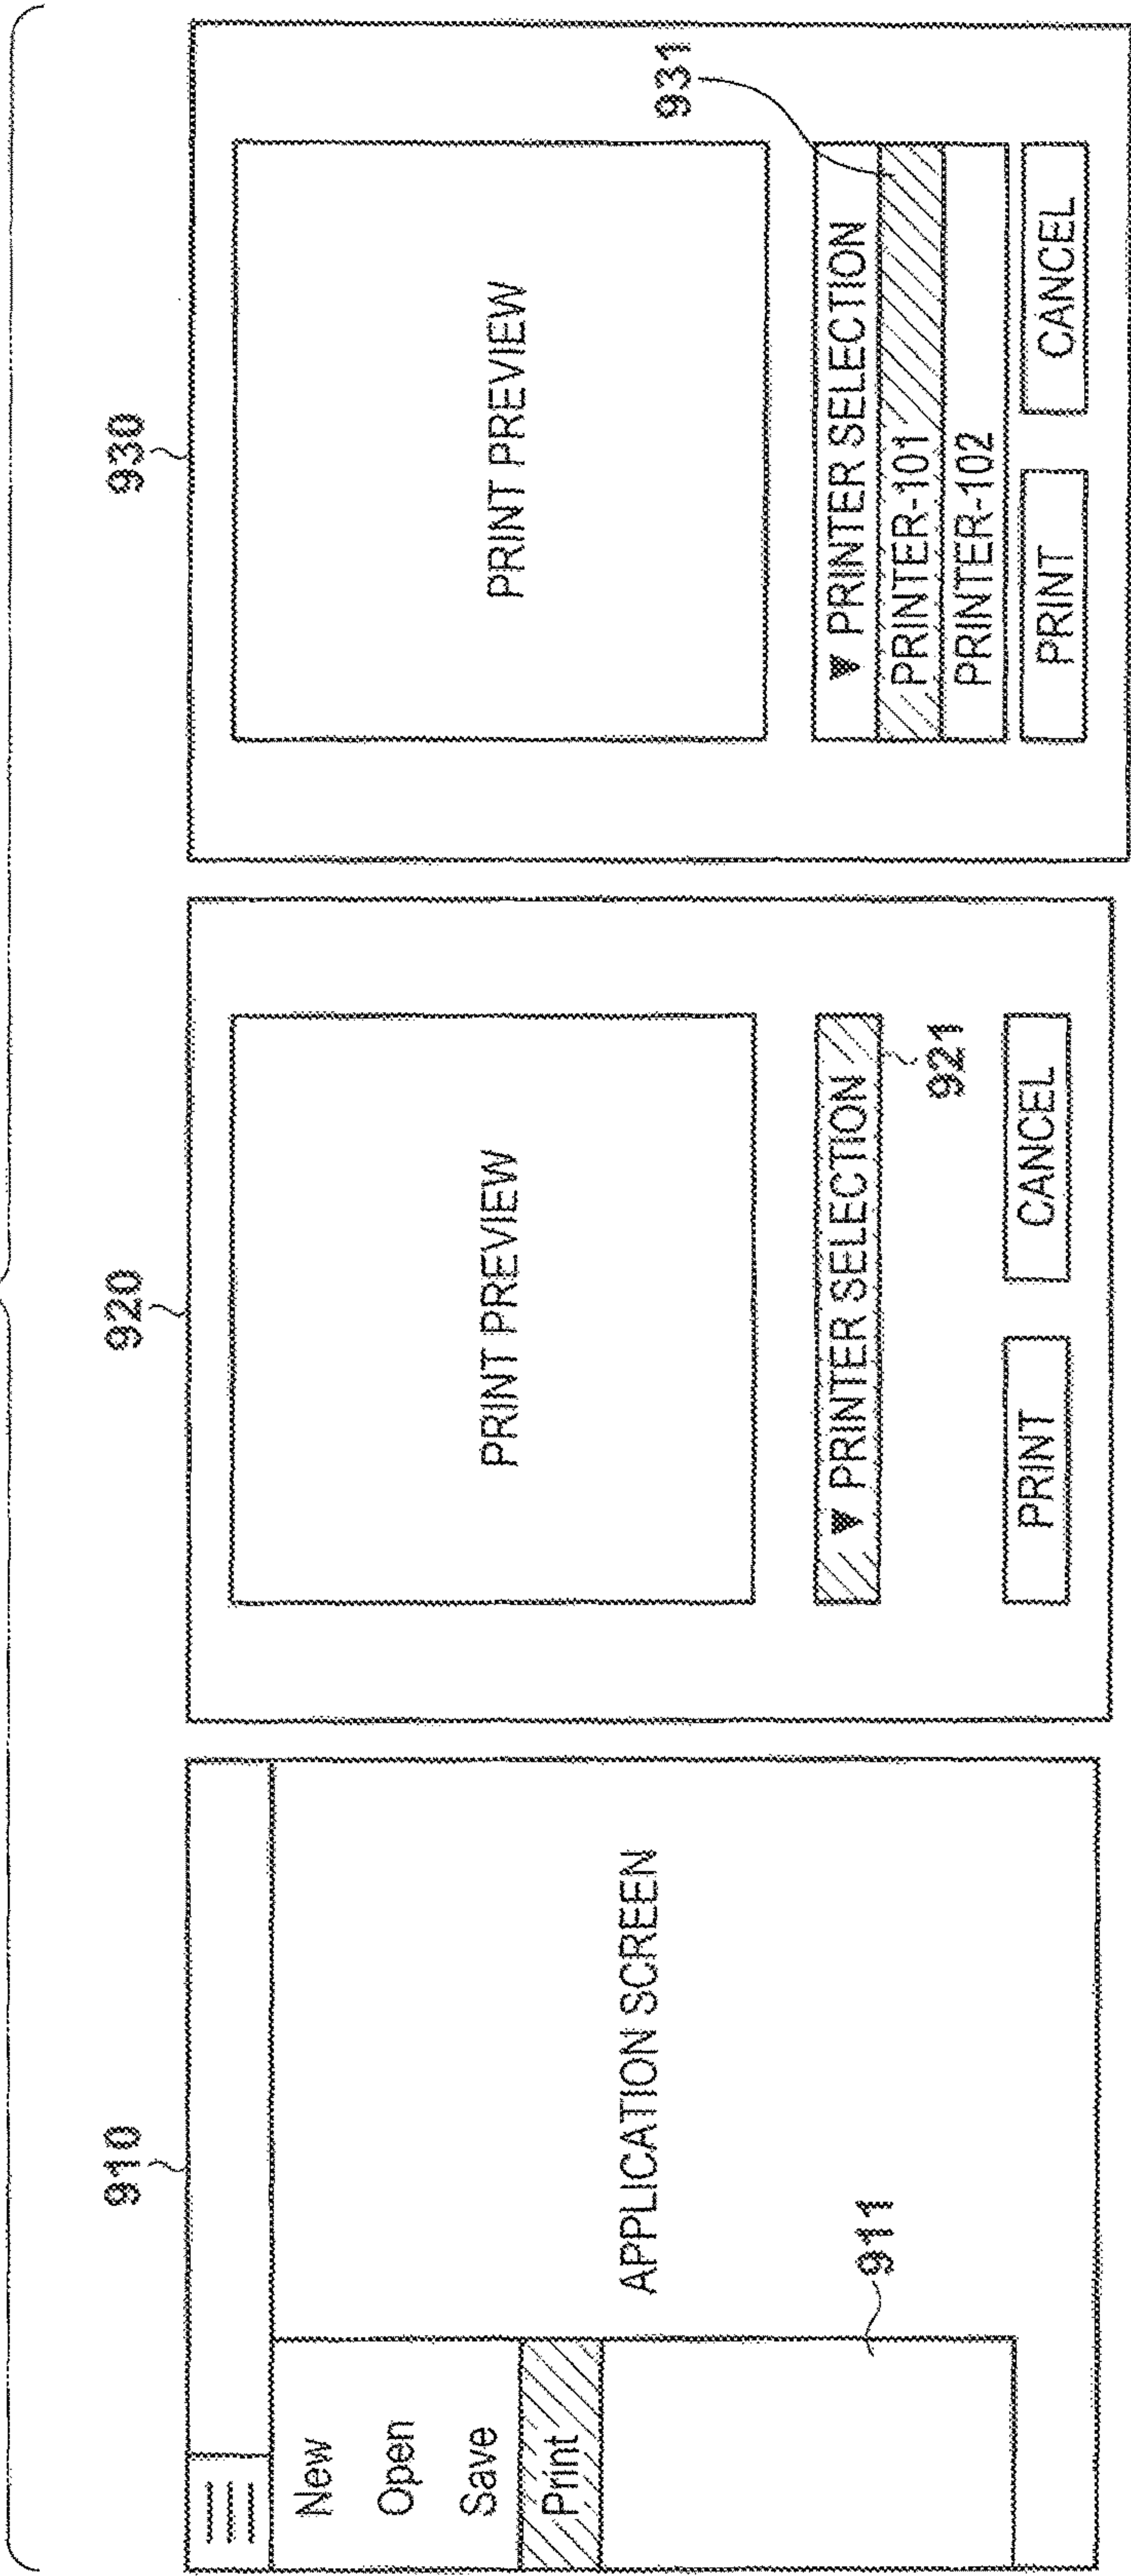 910
New
Open
Save
Print
APPLICATION SCREEN
911
920
PRINT PREVIEW
▼ PRINTER SELECTION
921
PRINT
CANCEL
930
PRINT PREVIEW
931
▼ PRINTER SELECTION
PRINTER-101
PRINTER-102
PRINT
CANCEL